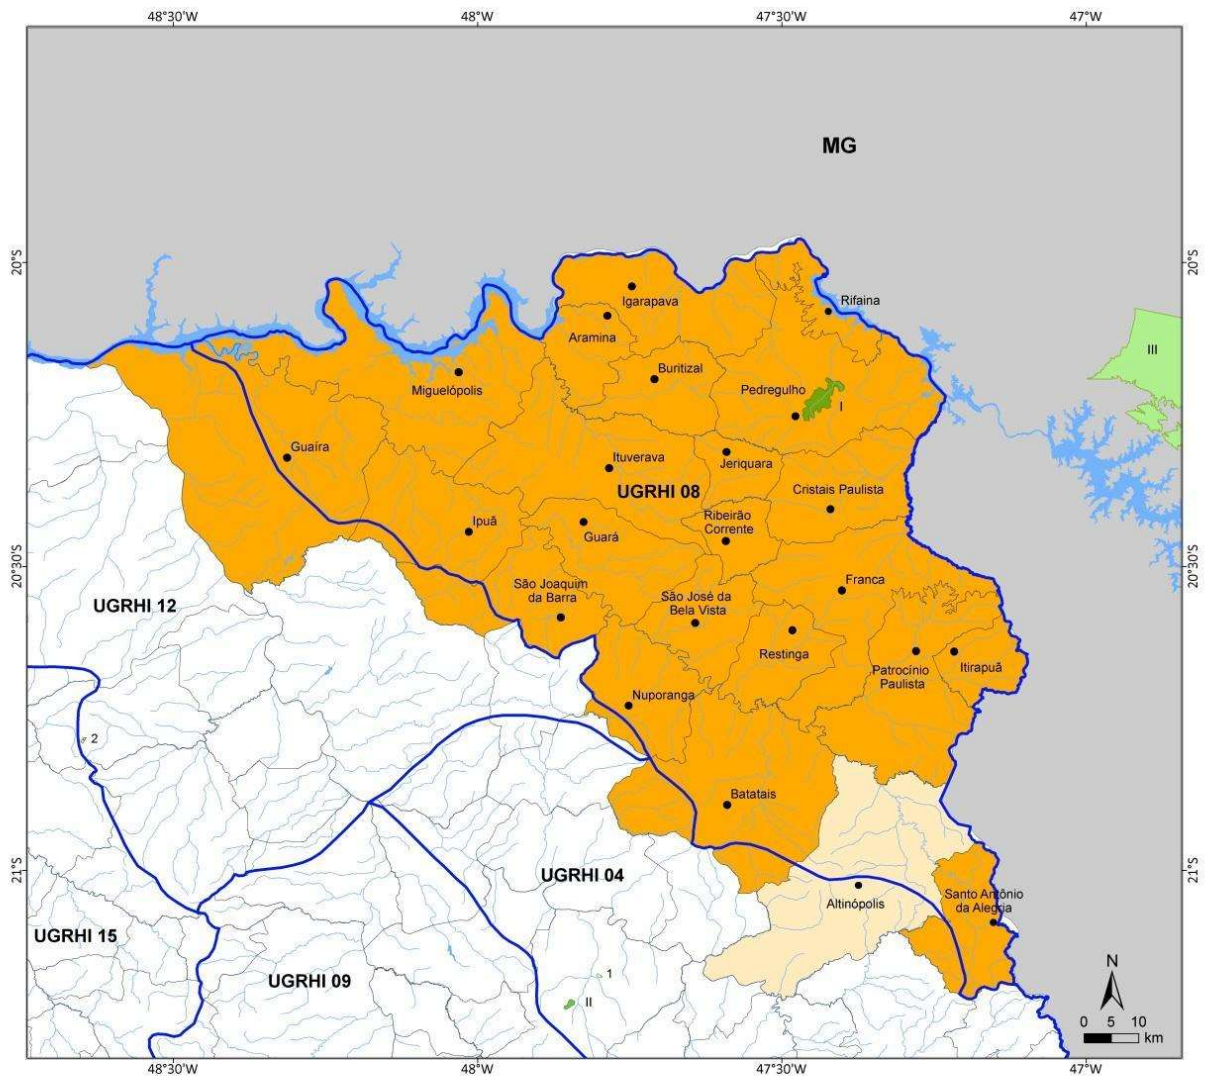 48°30'W
48°W
47°30'W
47°W
MG
20°S
20°S
Igarapava
Rifaina
Aramina
III
Buritizal
Miguelópolis
Pedregulho
I
Guaíra
Ituverava
Jeriquara
UGRHI 08
Cristais Paulista
Ribeirão
Corrente
Ipuã
Guará
20°30'S
20°30'S
São Joaquim
da Barra
Franca
São José da
Bela Vista
UGRHI 12
Restinga
Patrocínio
Paulista
Itirapuã
Nuporanga
2
Batatais
21°S
21°S
UGRHI 04
Santo Antônio
da Alegria
Altinópolis
UGRHI 15
UGRHI 09
1
II
N
0 5 10
km
48°30'W
48°W
47°30'W
47°W